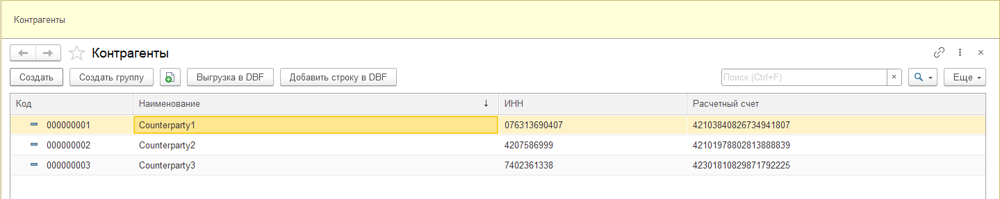 Контрагенты
Контрагенты
Создать Создать группу Выгрузка в DBF Добавить строку в DBF Поиск (Ctrl+F) × Еще
Код Наименование ↓ ИНН Расчетный счет
000000001 Counterparty1 076313690407 42103840826734941807
000000002 Counterparty2 4207586999 42101978802813888839
000000003 Counterparty3 7402361338 42301810829871792225